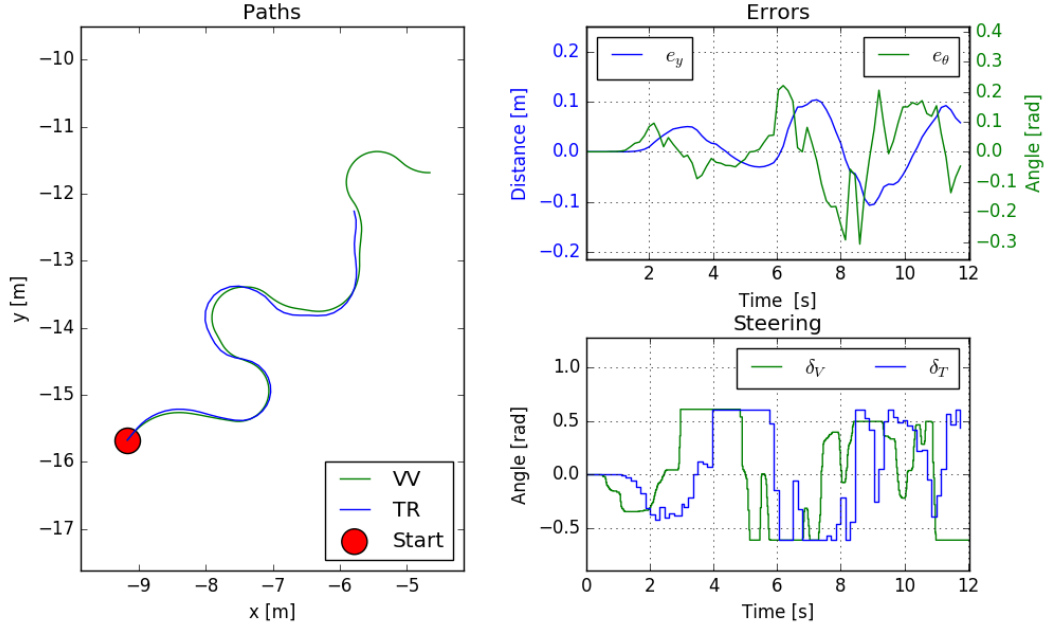 Paths
−10
−11
−12
−13
−14
−15
−16
−17
y [m]
−9
−8
−7
−6
−5
x [m]
VV
TR
Start
Errors
0.2
0.1
0.0
−0.1
−0.2
Distance [m]
e_y
e_θ
0.4
0.3
0.2
0.1
0.0
−0.1
−0.2
−0.3
Angle [rad]
2
4
6
8
10
12
Time [s]
Steering
1.0
0.5
0.0
−0.5
Angle [rad]
δ_V
δ_T
0
2
4
6
8
10
12
Time [s]